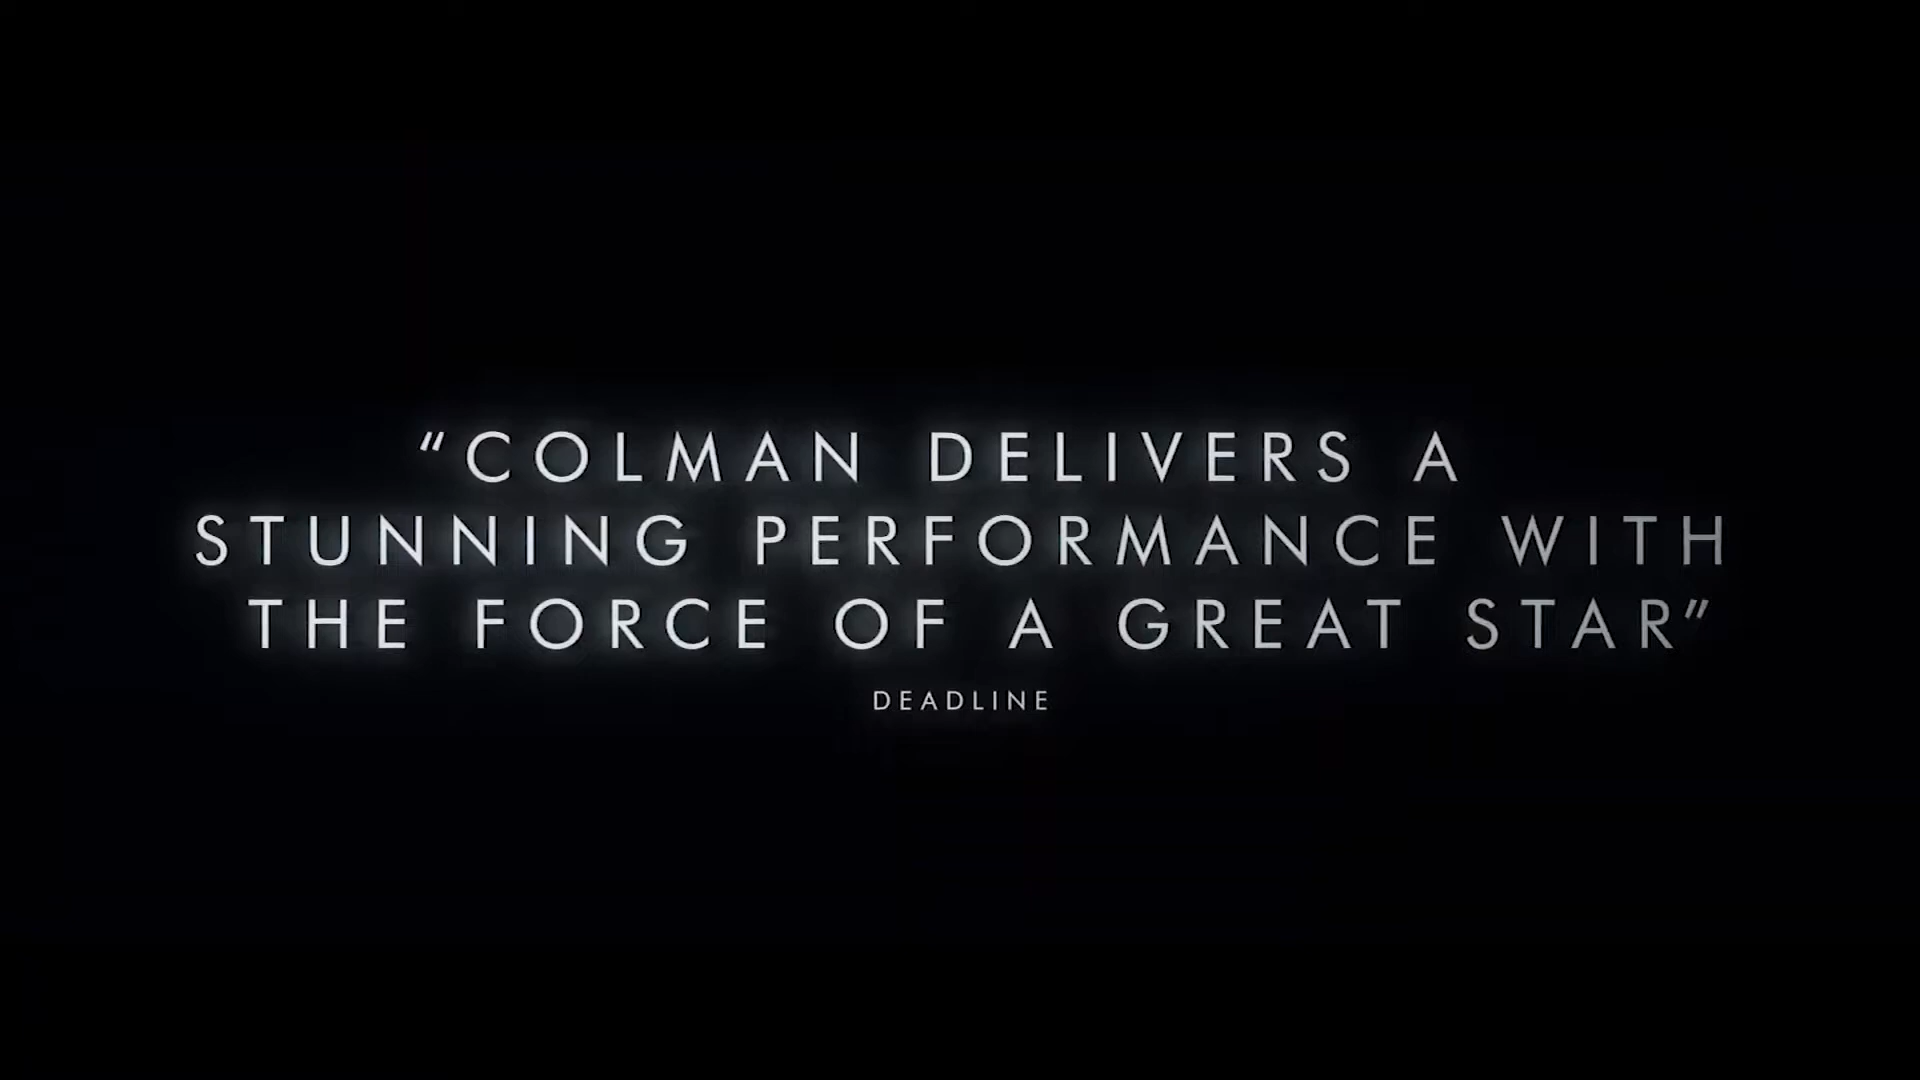 “COLMAN DELIVERS A
STUNNING PERFORMANCE WITH
THE FORCE OF A GREAT STAR”
DEADLINE